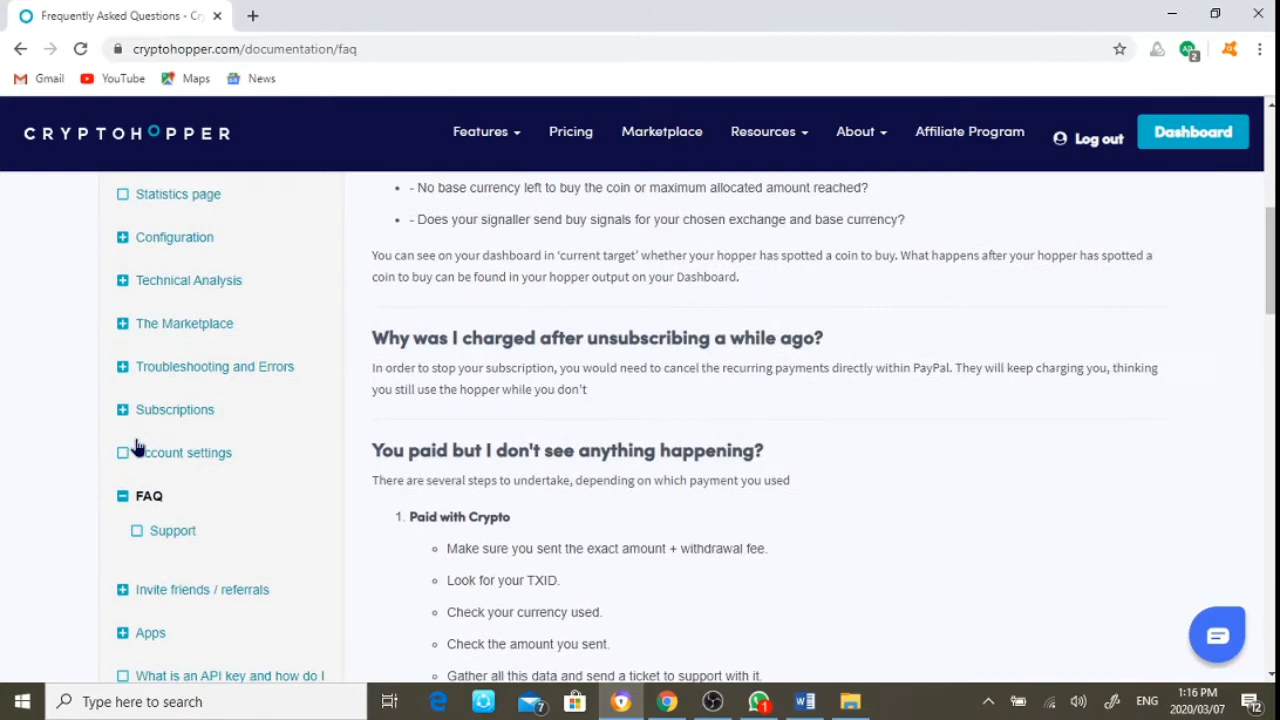 Frequently Asked Questions - Cr
cryptohopper.com/documentation/faq
2
Gmail YouTube Maps News
CRYPTOHOPPER
Features Pricing Marketplace Resources About Affiliate Program Log out Dashboard
Statistics page
Configuration
Technical Analysis
The Marketplace
Troubleshooting and Errors
Subscriptions
ccount settings
FAQ
Support
Invite friends / referrals
Apps
What is an API key and how do I
- No base currency left to buy the coin or maximum allocated amount reached?
- Does your signaller send buy signals for your chosen exchange and base currency?
You can see on your dashboard in ‘current target’ whether your hopper has spotted a coin to buy. What happens after your hopper has spotted a
coin to buy can be found in your hopper output on your Dashboard.
Why was I charged after unsubscribing a while ago?
In order to stop your subscription, you would need to cancel the recurring payments directly within PayPal. They will keep charging you, thinking
you still use the hopper while you don't
You paid but I don't see anything happening?
There are several steps to undertake, depending on which payment you used
1. Paid with Crypto
Make sure you sent the exact amount + withdrawal fee.
Look for your TXID.
Check your currency used.
Check the amount you sent.
Gather all this data and send a ticket to support with it.
Type here to search
7
1
ENG
1:16 PM
2020/03/07
12